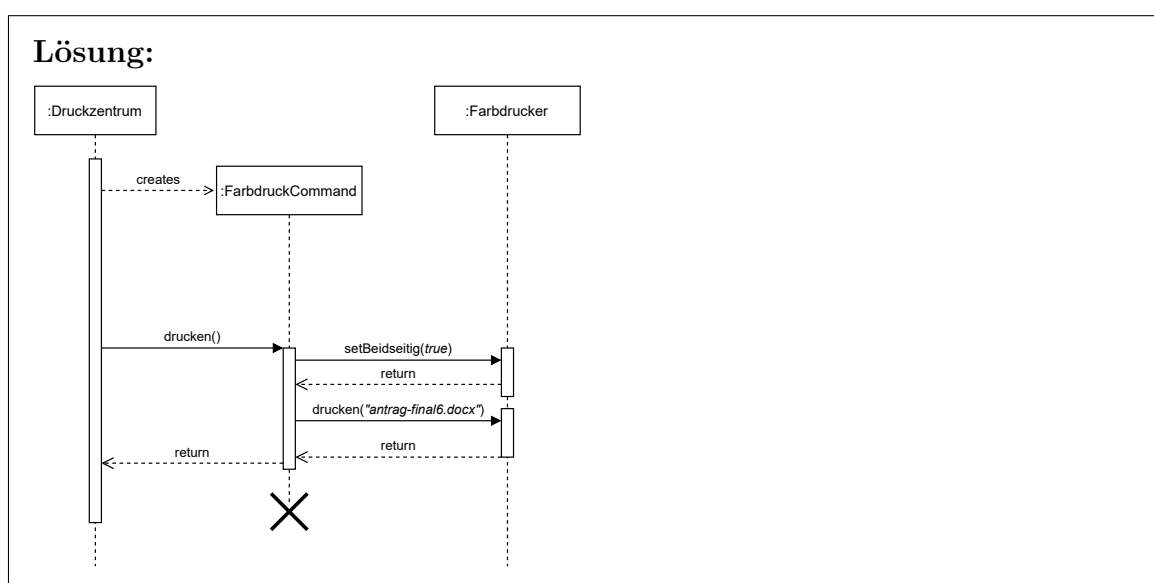 Lösung:
:Druckzentrum
:Farbdrucker
creates
:FarbdruckCommand
drucken()
setBeidseitig(true)
return
drucken("antrag-final6.docx")
return
return